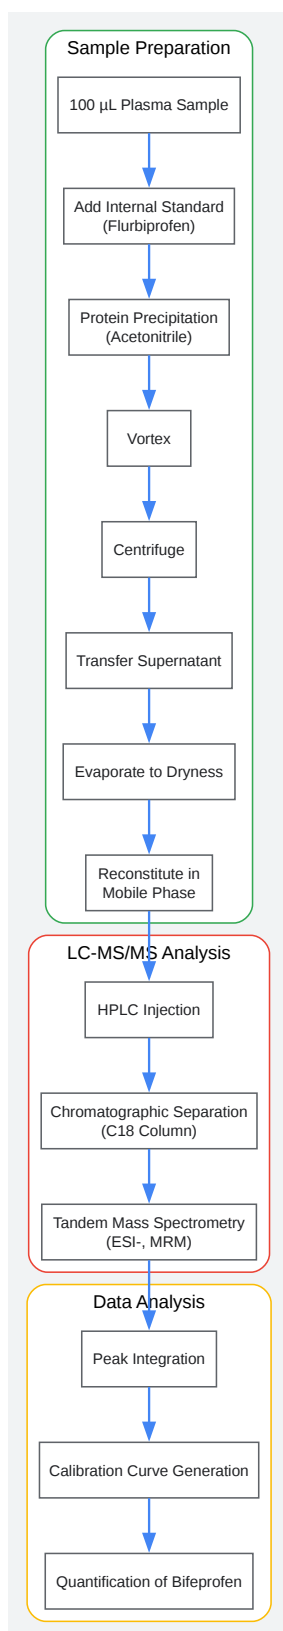 Sample Preparation
100 µL Plasma Sample
Add Internal Standard
(Flurbiprofen)
Protein Precipitation
(Acetonitrile)
Vortex
Centrifuge
Transfer Supernatant
Evaporate to Dryness
Reconstitute in
Mobile Phase
LC-MS/MS Analysis
HPLC Injection
Chromatographic Separation
(C18 Column)
Tandem Mass Spectrometry
(ESI-, MRM)
Data Analysis
Peak Integration
Calibration Curve Generation
Quantification of Bifeprofen